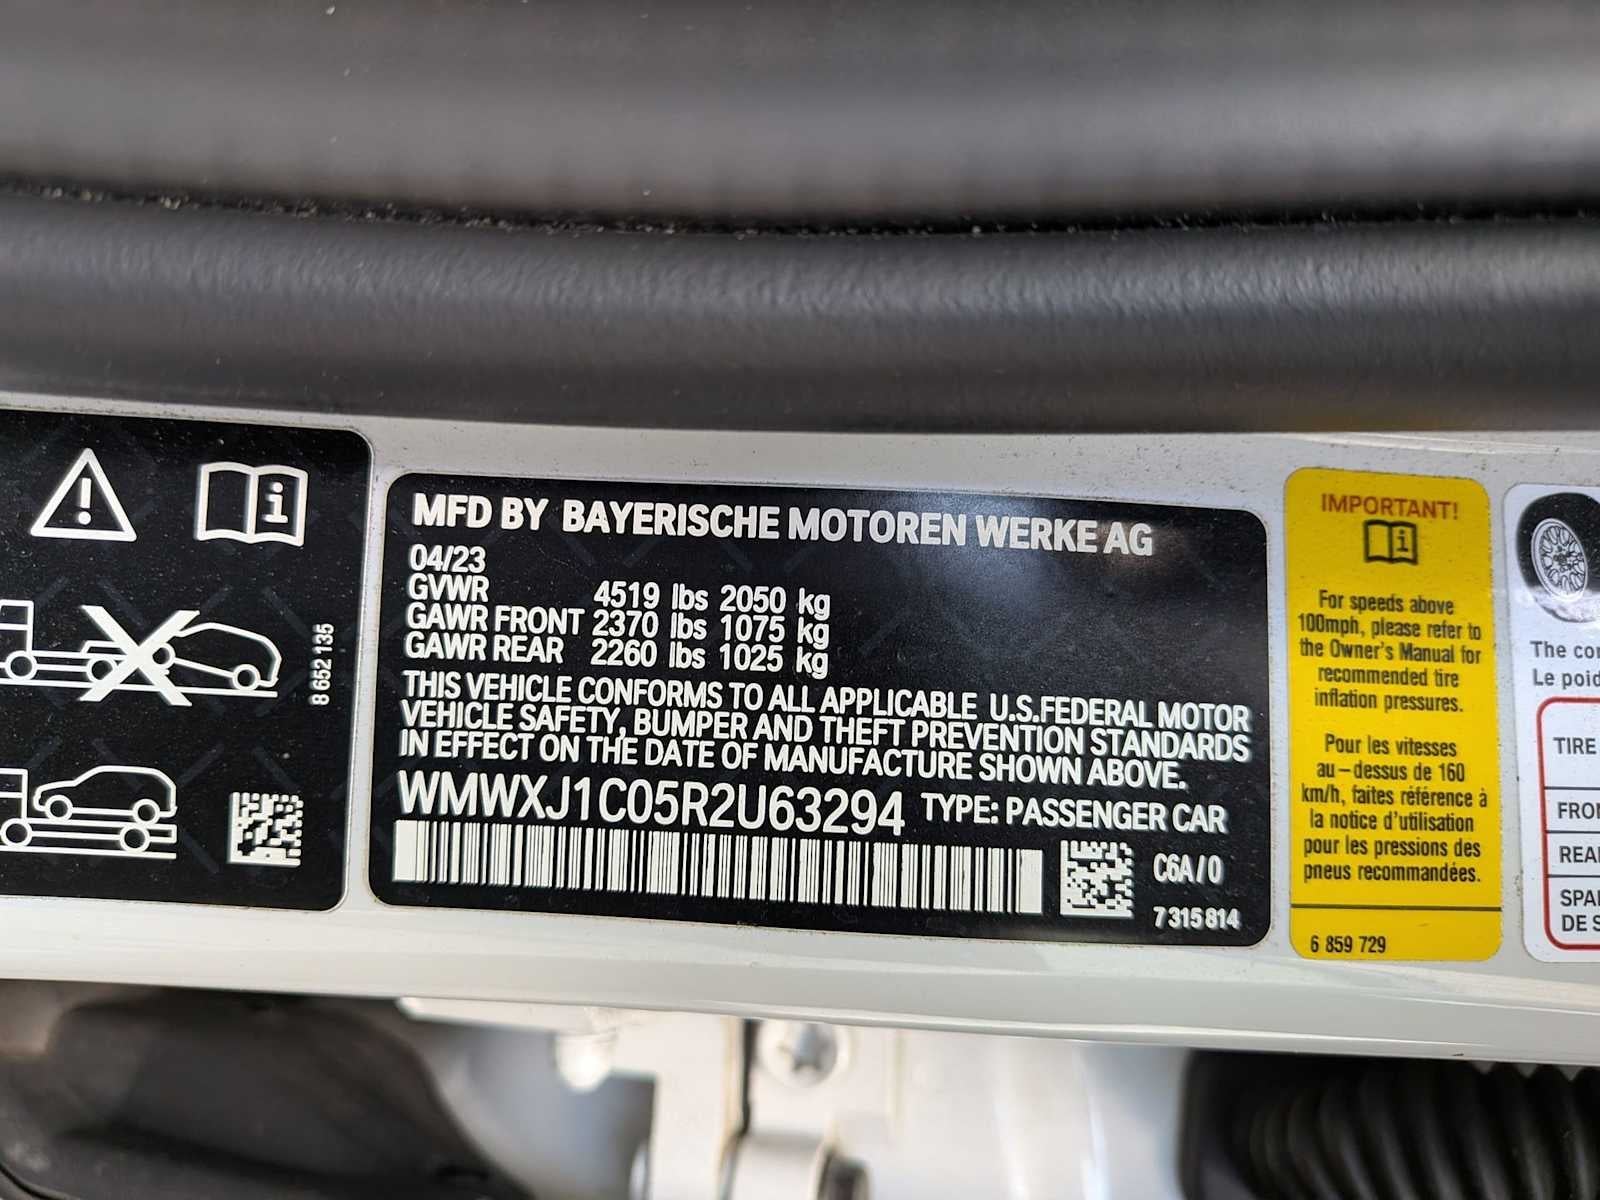 8 652 135
MFD BY BAYERISCHE MOTOREN WERKE AG
04/23
GVWR 4519 lbs 2050 kg
GAWR FRONT 2370 lbs 1075 kg
GAWR REAR 2260 lbs 1025 kg
THIS VEHICLE CONFORMS TO ALL APPLICABLE U.S.FEDERAL MOTOR
VEHICLE SAFETY, BUMPER AND THEFT PREVENTION STANDARDS
IN EFFECT ON THE DATE OF MANUFACTURE SHOWN ABOVE.
WMWXJ1C05R2U63294 TYPE: PASSENGER CAR
C6A/0
7 315 814
IMPORTANT!
For speeds above
100mph, please refer to
the Owner's Manual for
recommended tire
inflation pressures.
Pour les vitesses
au-dessus de 160
km/h, faites référence à
la notice d'utilisation
pour les pressions des
pneus recommandées.
6 859 729
The
Le
TIRE
DE